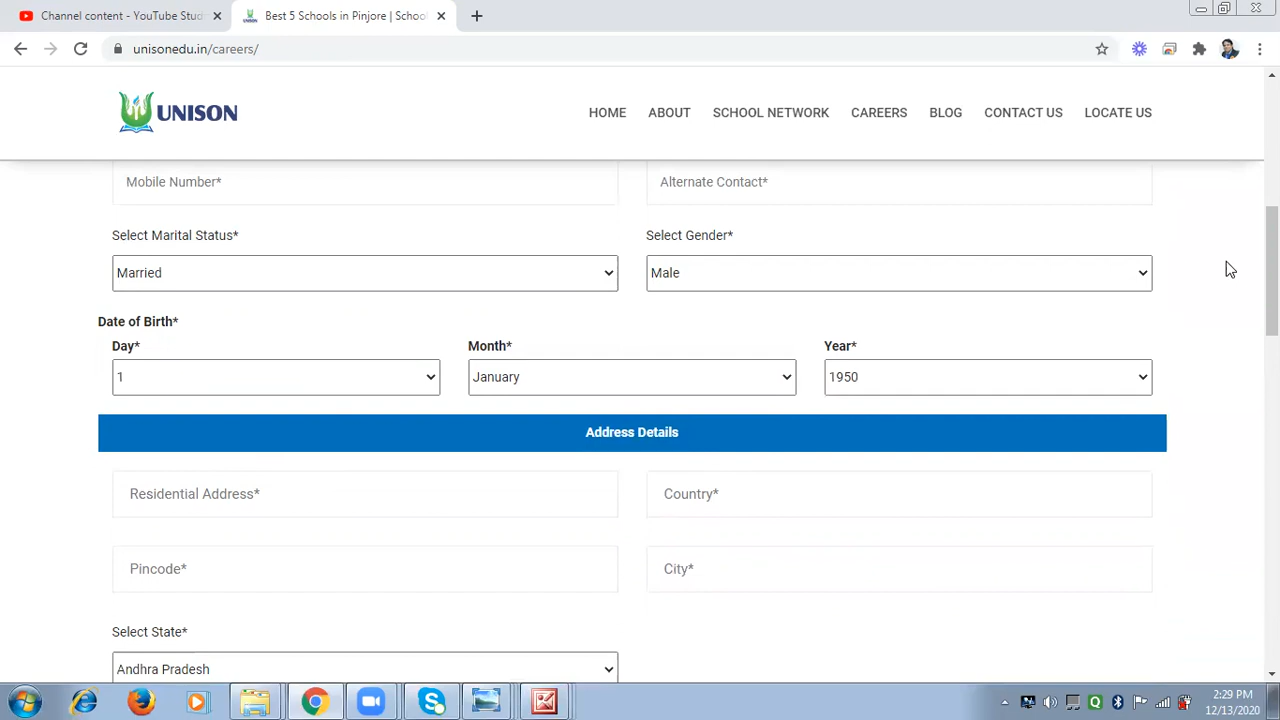 Channel content - YouTube Stud
Best 5 Schools in Pinjore | Schoo
unisonedu.in/careers/
UNISON
HOME ABOUT SCHOOL NETWORK CAREERS BLOG CONTACT US LOCATE US
Mobile Number* Alternate Contact*
Select Marital Status* Select Gender*
Married Male
Date of Birth*
Day* Month* Year*
1 January 1950
Address Details
Residential Address* Country*
Pincode* City*
Select State*
Andhra Pradesh
2:29 PM
12/13/2020